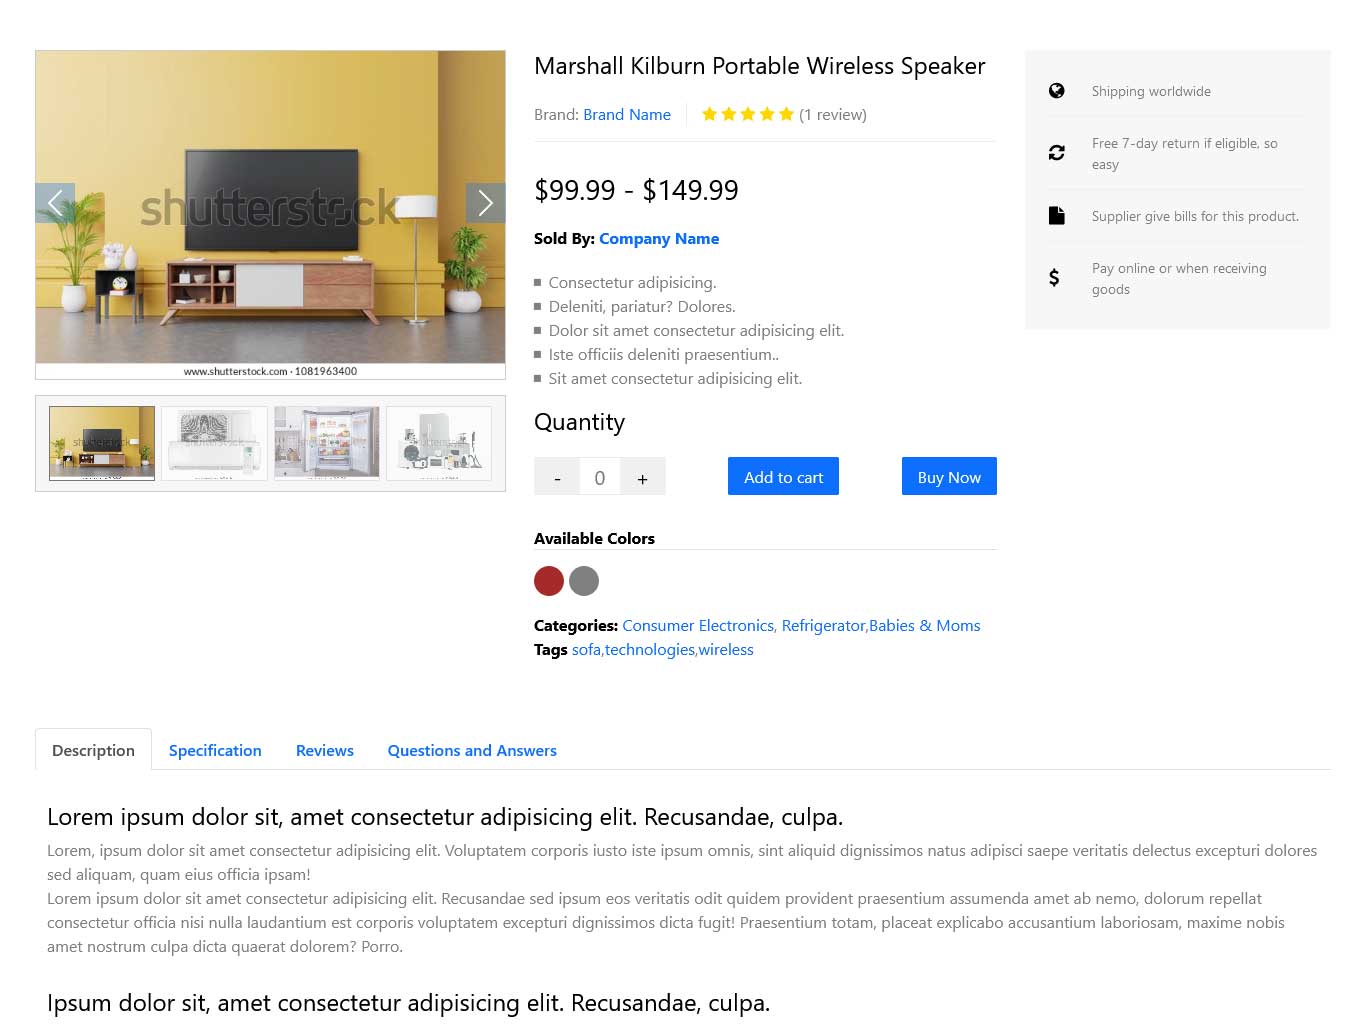 shutterstock
www.shutterstock.com · 1081963400
Marshall Kilburn Portable Wireless Speaker
Brand: Brand Name
(1 review)
$99.99 - $149.99
Sold By: Company Name
Consectetur adipisicing.
Deleniti, pariatur? Dolores.
Dolor sit amet consectetur adipisicing elit.
Iste officiis deleniti praesentium..
Sit amet consectetur adipisicing elit.
Quantity
- 0 +
Add to cart
Buy Now
Available Colors
Categories: Consumer Electronics, Refrigerator,Babies & Moms
Tags sofa,technologies,wireless
Shipping worldwide
Free 7-day return if eligible, so
easy
Supplier give bills for this product.
Pay online or when receiving
goods
Description
Specification
Reviews
Questions and Answers
Lorem ipsum dolor sit, amet consectetur adipisicing elit. Recusandae, culpa.
Lorem, ipsum dolor sit amet consectetur adipisicing elit. Voluptatem corporis iusto iste ipsum omnis, sint aliquid dignissimos natus adipisci saepe veritatis delectus excepturi dolores
sed aliquam, quam eius officia ipsam!
Lorem ipsum dolor sit amet consectetur adipisicing elit. Recusandae sed ipsum eos veritatis odit quidem provident praesentium assumenda amet ab nemo, dolorum repellat
consectetur officia nisi nulla laudantium est corporis voluptatem excepturi dignissimos dicta fugit! Praesentium totam, placeat explicabo accusantium laboriosam, maxime nobis
amet nostrum culpa dicta quaerat dolorem? Porro.
Ipsum dolor sit, amet consectetur adipisicing elit. Recusandae, culpa.